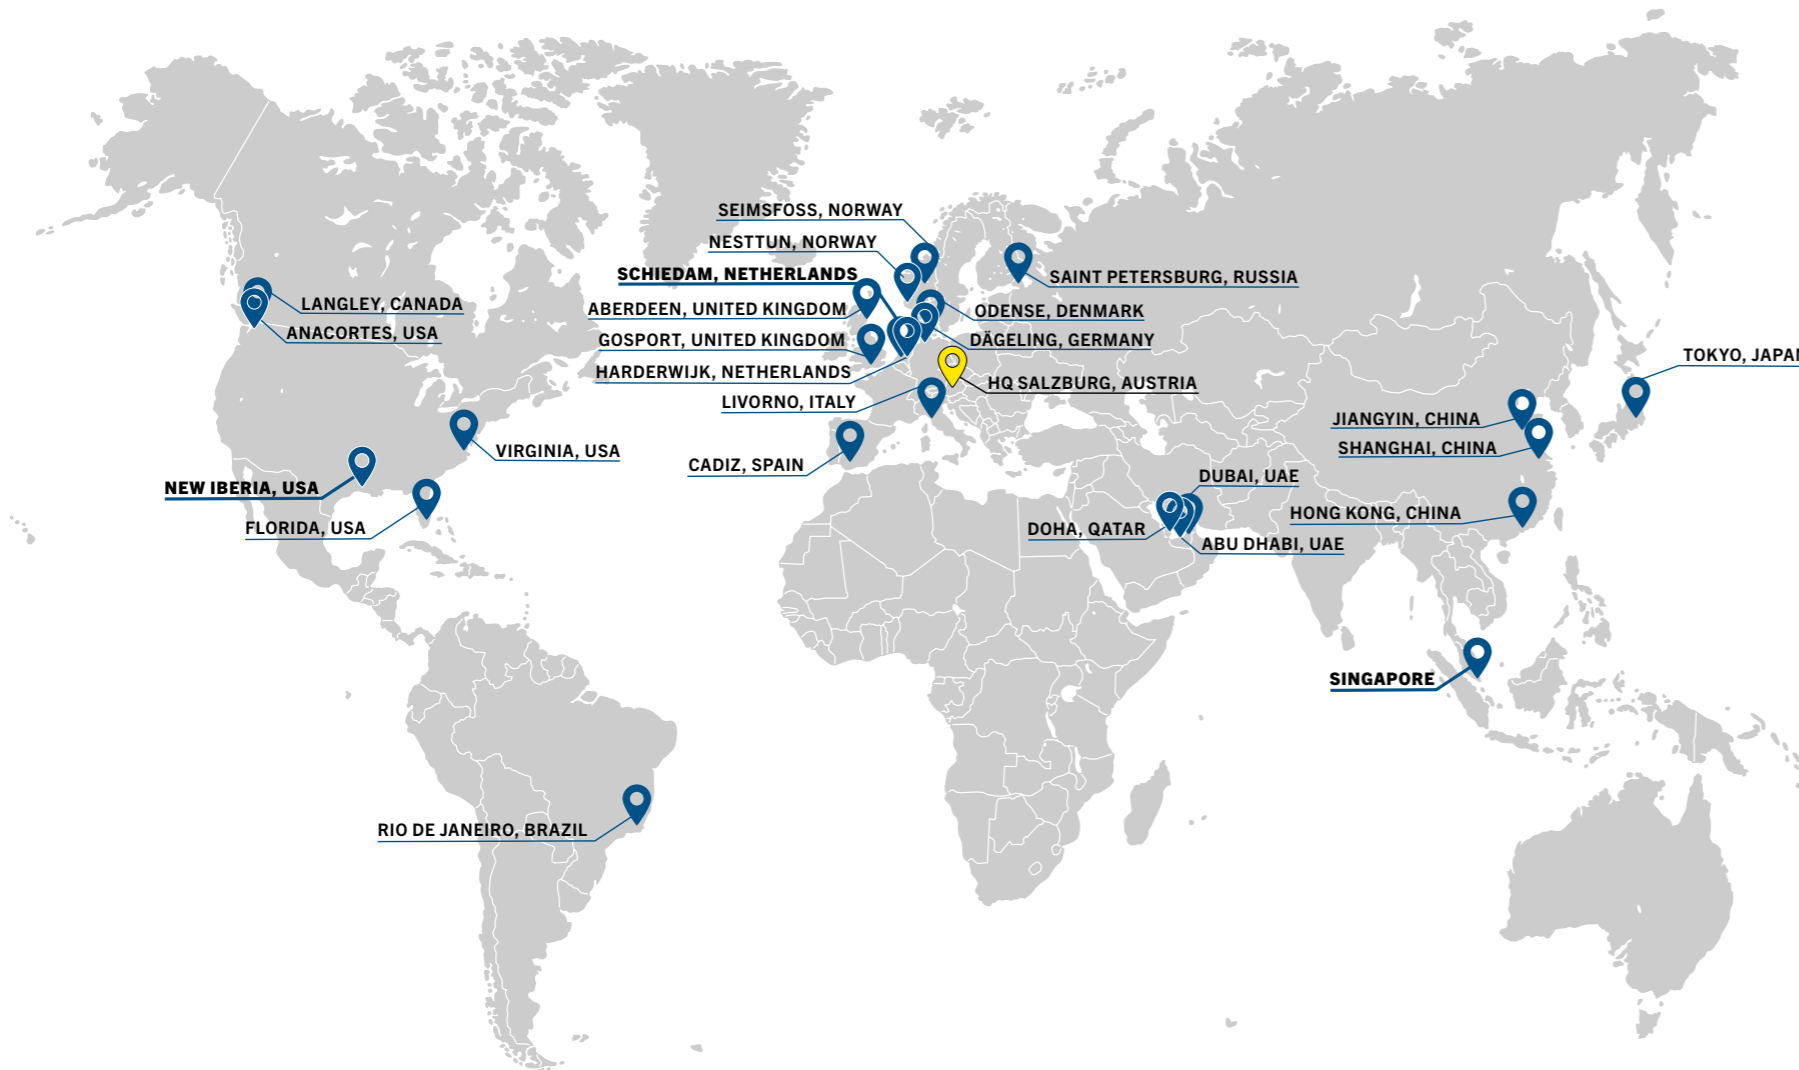 SEIMSFOSS, NORWAY
NESTTUN, NORWAY
SCHIEDAM, NETHERLANDS
SAINT PETERSBURG, RUSSIA
LANGLEY, CANADA
ABERDEEN, UNITED KINGDOM
ODENSE, DENMARK
ANACORTES, USA
GOSPORT, UNITED KINGDOM
DÄGELING, GERMANY
TOKYO, JAPAN
HARDERWIJK, NETHERLANDS
HQ SALZBURG, AUSTRIA
LIVORNO, ITALY
JIANGYIN, CHINA
SHANGHAI, CHINA
VIRGINIA, USA
CADIZ, SPAIN
DUBAI, UAE
NEW IBERIA, USA
HONG KONG, CHINA
FLORIDA, USA
DOHA, QATAR
ABU DHABI, UAE
SINGAPORE
RIO DE JANEIRO, BRAZIL